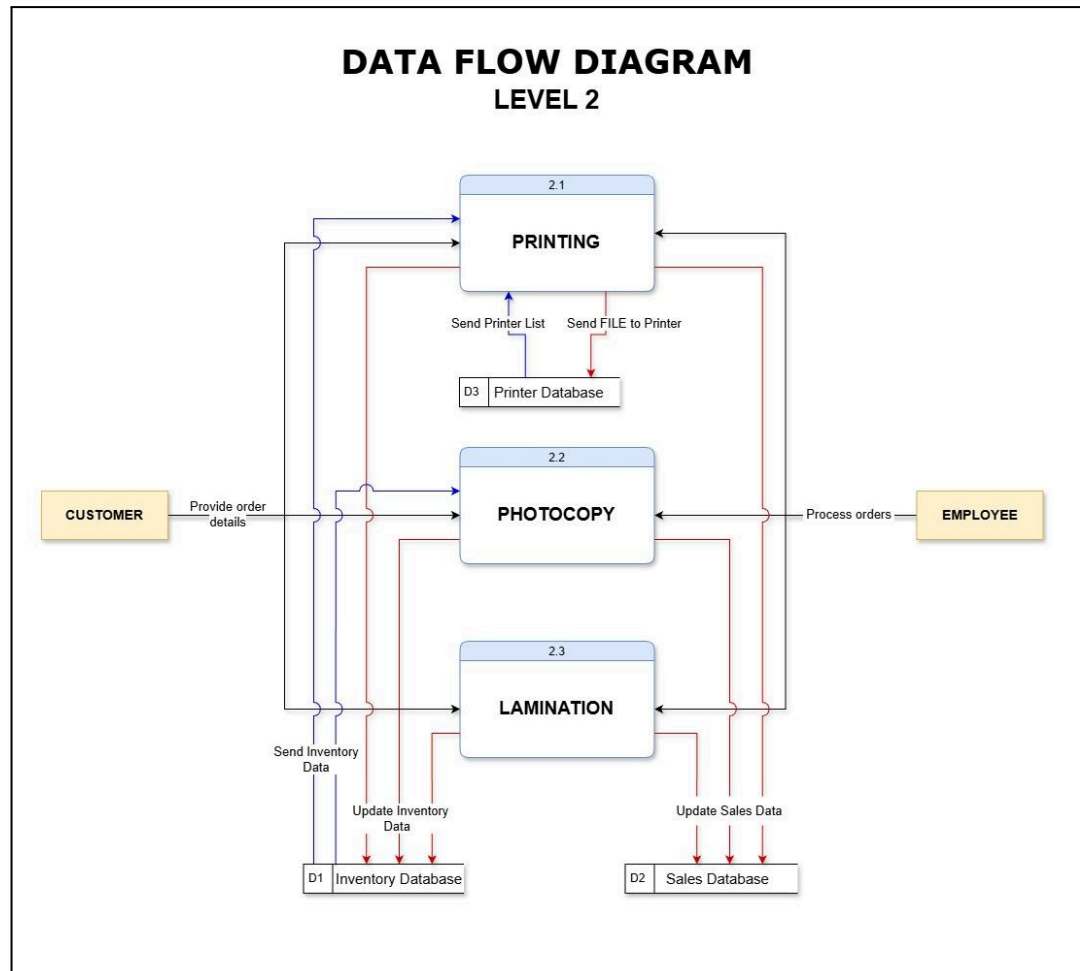 DATA FLOW DIAGRAM
LEVEL 2
2.1
PRINTING
Send Printer List
Send FILE to Printer
D3
Printer Database
2.2
CUSTOMER
Provide order
details
PHOTOCOPY
Process orders
EMPLOYEE
2.3
LAMINATION
Send Inventory
Data
Update Inventory
Data
Update Sales Data
D1
Inventory Database
D2
Sales Database